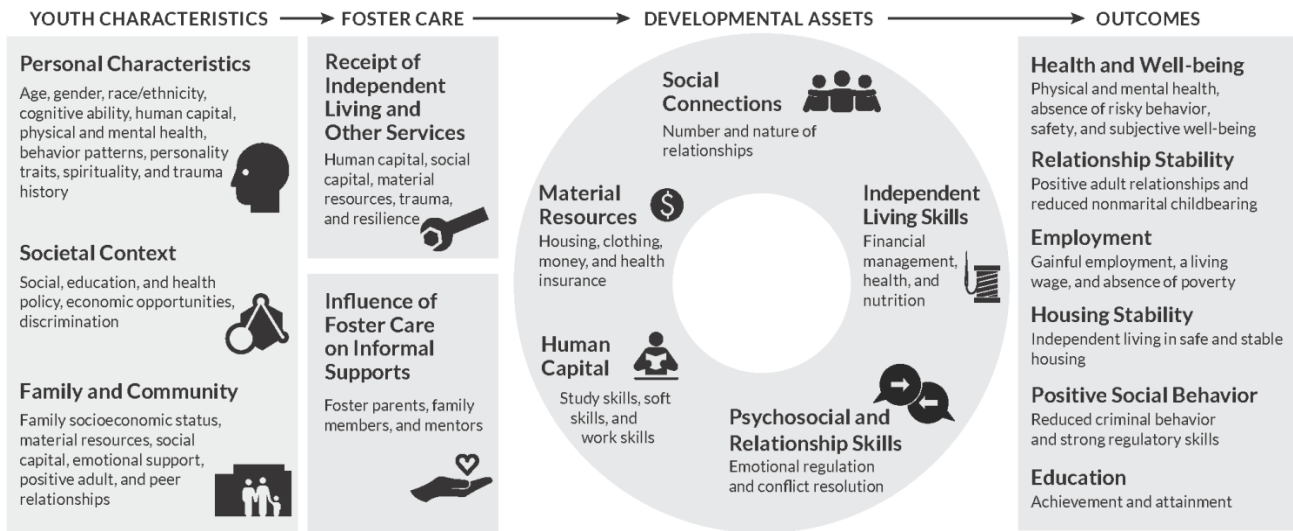 YOUTH CHARACTERISTICS
FOSTER CARE
DEVELOPMENTAL ASSETS
OUTCOMES
Personal Characteristics
Age, gender, race/ethnicity,
cognitive ability, human capital,
physical and mental health,
behavior patterns, personality
traits, spirituality, and trauma
history
Societal Context
Social, education, and health
policy, economic opportunities,
discrimination
Family and Community
Family socioeconomic status,
material resources, social
capital, emotional support,
positive adult, and peer
relationships
Receipt of
Independent
Living and
Other Services
Human capital, social
capital, material
resources, trauma,
and resilience
Influence of
Foster Care
on Informal
Supports
Foster parents, family
members, and mentors
Social
Connections
Number and nature of
relationships
Material
Resources
$
Housing, clothing,
money, and health
insurance
Independent
Living Skills
Financial
management,
health, and
nutrition
Human
Capital
Study skills, soft
skills, and
work skills
Psychosocial and
Relationship Skills
Emotional regulation
and conflict resolution
Health and Well-being
Physical and mental health,
absence of risky behavior,
safety, and subjective well-being
Relationship Stability
Positive adult relationships and
reduced nonmarital childbearing
Employment
Gainful employment, a living
wage, and absence of poverty
Housing Stability
Independent living in safe and stable
housing
Positive Social Behavior
Reduced criminal behavior
and strong regulatory skills
Education
Achievement and attainment